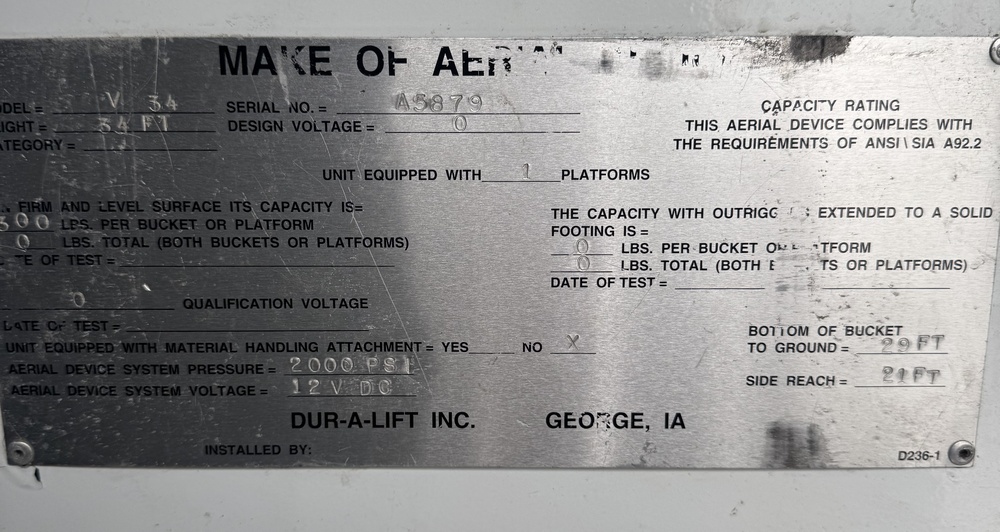 MAKE OF
ODEL = V 34 SERIAL NO. = A5879
IGHT = 34 FT DESIGN VOLTAGE = 0
ATEGORY =
CAPACITY RATING
THIS AERIAL DEVICE COMPLIES WITH
THE REQUIREMENTS OF ANSI\SIA A92.2
UNIT EQUIPPED WITH 1 PLATFORMS
FIRM AND LEVEL SURFACE ITS CAPACITY IS=
300 LBS. PER BUCKET OR PLATFORM
0 LBS. TOTAL (BOTH BUCKETS OR PLATFORMS)
OF TEST =
THE CAPACITY WITH EXTENDED TO A SOLID
FOOTING IS =
0 LBS. PER BUCKET
0 LBS. TOTAL (BOTH OR PLATFORMS)
DATE OF TEST =
0 QUALIFICATION VOLTAGE
DATE OF TEST =
UNIT EQUIPPED WITH MATERIAL HANDLING ATTACHMENT = YES NO X
AERIAL DEVICE SYSTEM PRESSURE = 2000 PSI
AERIAL DEVICE SYSTEM VOLTAGE = 12 V DC
BOTTOM OF BUCKET
TO GROUND = 29 FT
SIDE REACH = 21 FT
DUR-A-LIFT INC. GEORGE, IA
INSTALLED BY:
D236-1